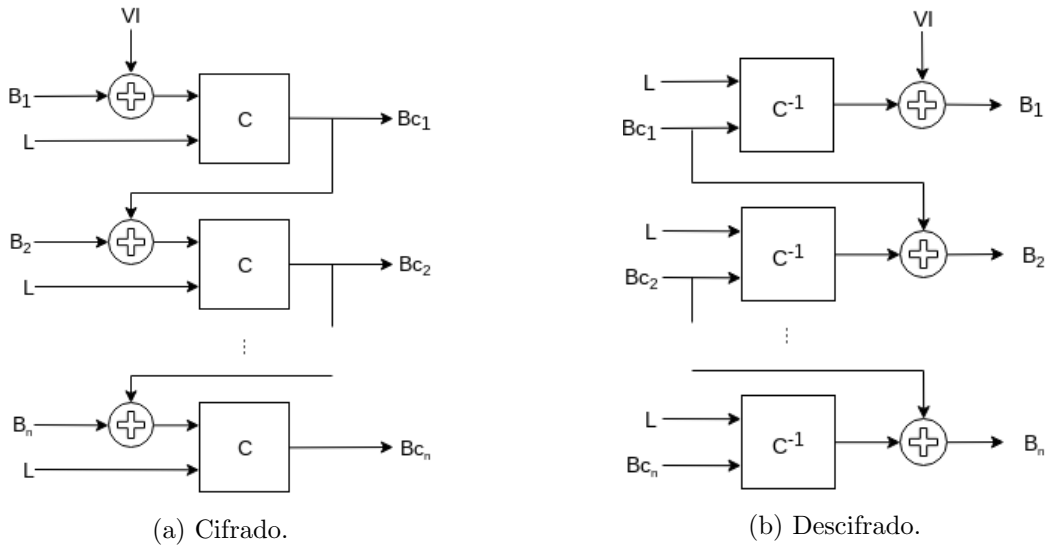 VI
B₁
L
C
Bc₁
B₂
L
C
Bc₂
Bₙ
L
C
Bcₙ
(a) Cifrado.
VI
L
Bc₁
C⁻¹
B₁
L
Bc₂
C⁻¹
B₂
L
Bcₙ
C⁻¹
Bₙ
(b) Descifrado.